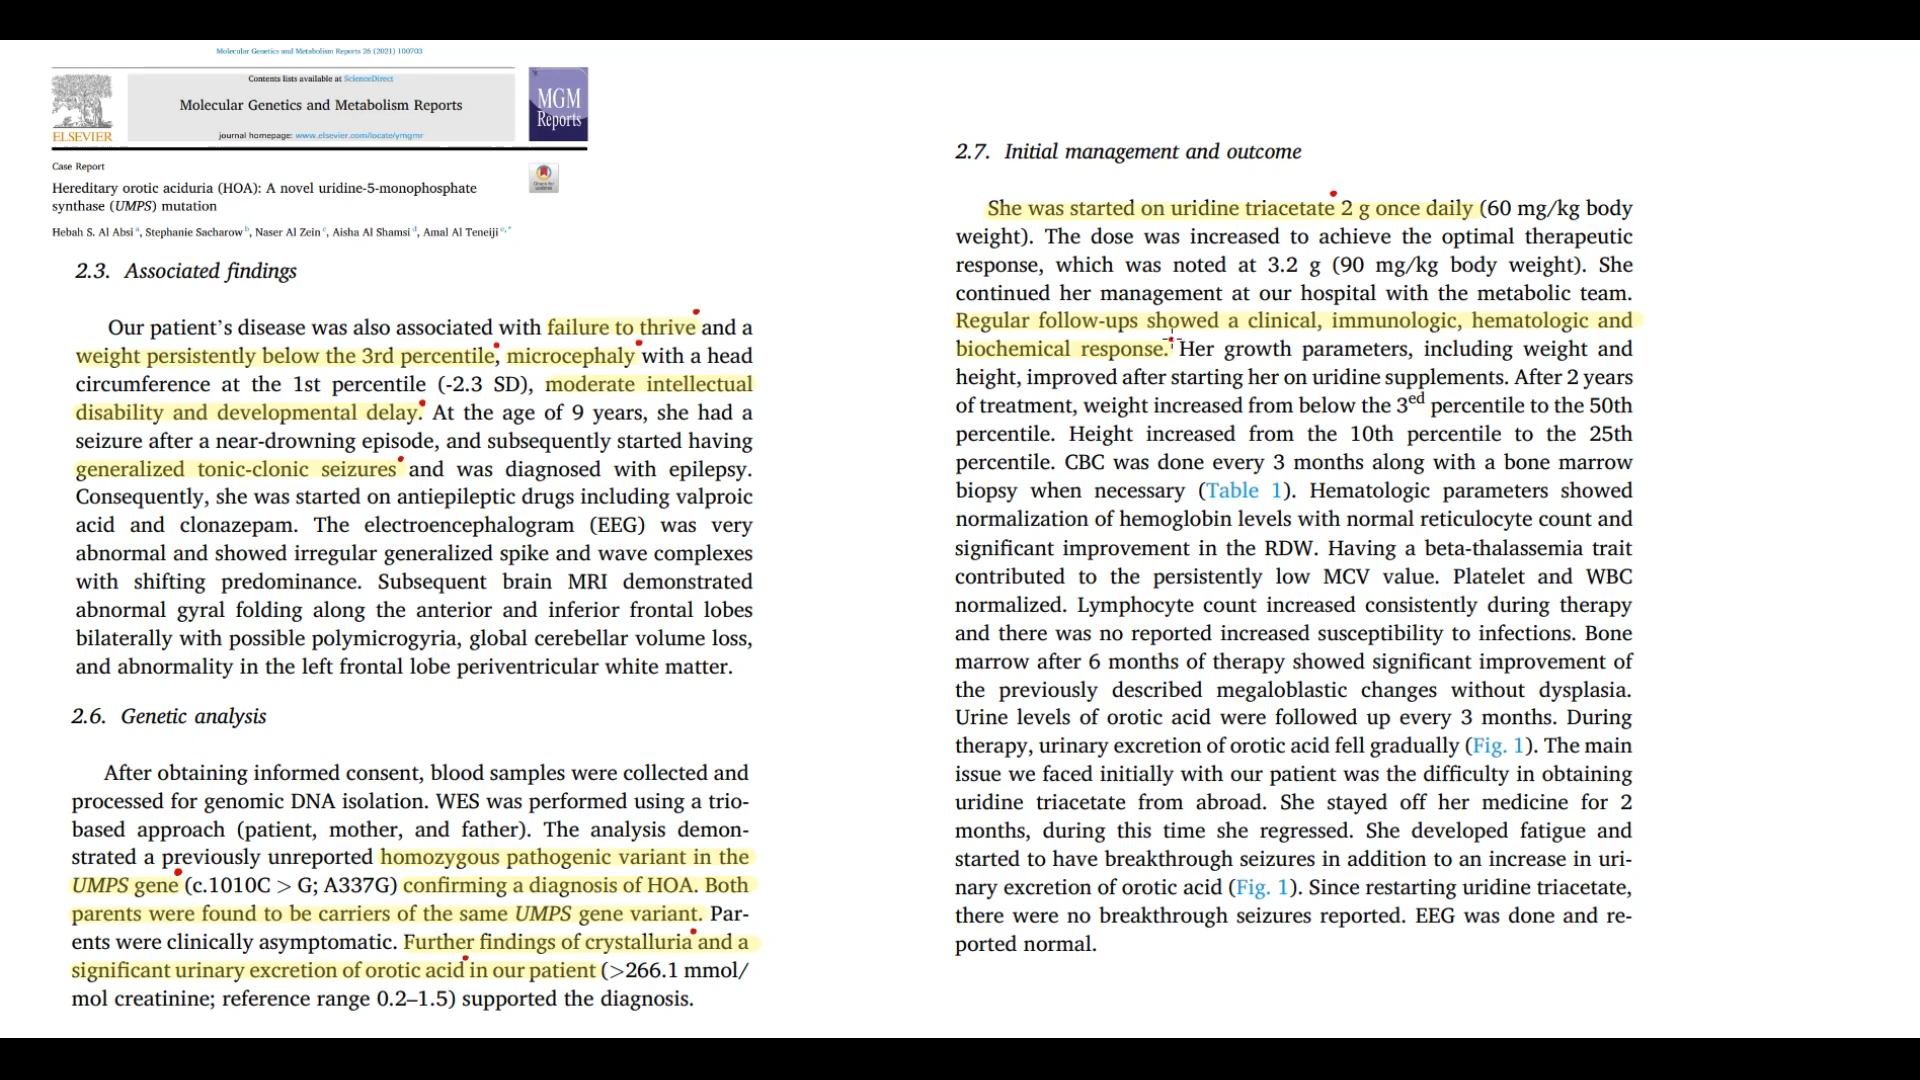 Molecular Genetics and Metabolism Reports 26 (2021) 100703
Contents lists available at ScienceDirect
Molecular Genetics and Metabolism Reports
journal homepage: www.elsevier.com/locate/ymgmr
ELSEVIER
MGM
Reports
Case Report
Hereditary orotic aciduria (HOA): A novel uridine-5-monophosphate
synthase (UMPS) mutation
Check for
updates
Hebah S. Al Absi a, Stephanie Sacharow b, Naser Al Zein c, Aisha Al Shamsi d, Amal Al Teneiji e,*
2.3. Associated findings
Our patient's disease was also associated with failure to thrive and a
weight persistently below the 3rd percentile, microcephaly with a head
circumference at the 1st percentile (-2.3 SD), moderate intellectual
disability and developmental delay. At the age of 9 years, she had a
seizure after a near-drowning episode, and subsequently started having
generalized tonic-clonic seizures and was diagnosed with epilepsy.
Consequently, she was started on antiepileptic drugs including valproic
acid and clonazepam. The electroencephalogram (EEG) was very
abnormal and showed irregular generalized spike and wave complexes
with shifting predominance. Subsequent brain MRI demonstrated
abnormal gyral folding along the anterior and inferior frontal lobes
bilaterally with possible polymicrogyria, global cerebellar volume loss,
and abnormality in the left frontal lobe periventricular white matter.
2.6. Genetic analysis
After obtaining informed consent, blood samples were collected and
processed for genomic DNA isolation. WES was performed using a trio-
based approach (patient, mother, and father). The analysis demon-
strated a previously unreported homozygous pathogenic variant in the
UMPS gene (c.1010C > G; A337G) confirming a diagnosis of HOA. Both
parents were found to be carriers of the same UMPS gene variant. Par-
ents were clinically asymptomatic. Further findings of crystalluria and a
significant urinary excretion of orotic acid in our patient (>266.1 mmol/
mol creatinine; reference range 0.2–1.5) supported the diagnosis.
2.7. Initial management and outcome
She was started on uridine triacetate 2 g once daily (60 mg/kg body
weight). The dose was increased to achieve the optimal therapeutic
response, which was noted at 3.2 g (90 mg/kg body weight). She
continued her management at our hospital with the metabolic team.
Regular follow-ups showed a clinical, immunologic, hematologic and
biochemical response. Her growth parameters, including weight and
height, improved after starting her on uridine supplements. After 2 years
of treatment, weight increased from below the 3ed percentile to the 50th
percentile. Height increased from the 10th percentile to the 25th
percentile. CBC was done every 3 months along with a bone marrow
biopsy when necessary (Table 1). Hematologic parameters showed
normalization of hemoglobin levels with normal reticulocyte count and
significant improvement in the RDW. Having a beta-thalassemia trait
contributed to the persistently low MCV value. Platelet and WBC
normalized. Lymphocyte count increased consistently during therapy
and there was no reported increased susceptibility to infections. Bone
marrow after 6 months of therapy showed significant improvement of
the previously described megaloblastic changes without dysplasia.
Urine levels of orotic acid were followed up every 3 months. During
therapy, urinary excretion of orotic acid fell gradually (Fig. 1). The main
issue we faced initially with our patient was the difficulty in obtaining
uridine triacetate from abroad. She stayed off her medicine for 2
months, during this time she regressed. She developed fatigue and
started to have breakthrough seizures in addition to an increase in uri-
nary excretion of orotic acid (Fig. 1). Since restarting uridine triacetate,
there were no breakthrough seizures reported. EEG was done and re-
ported normal.